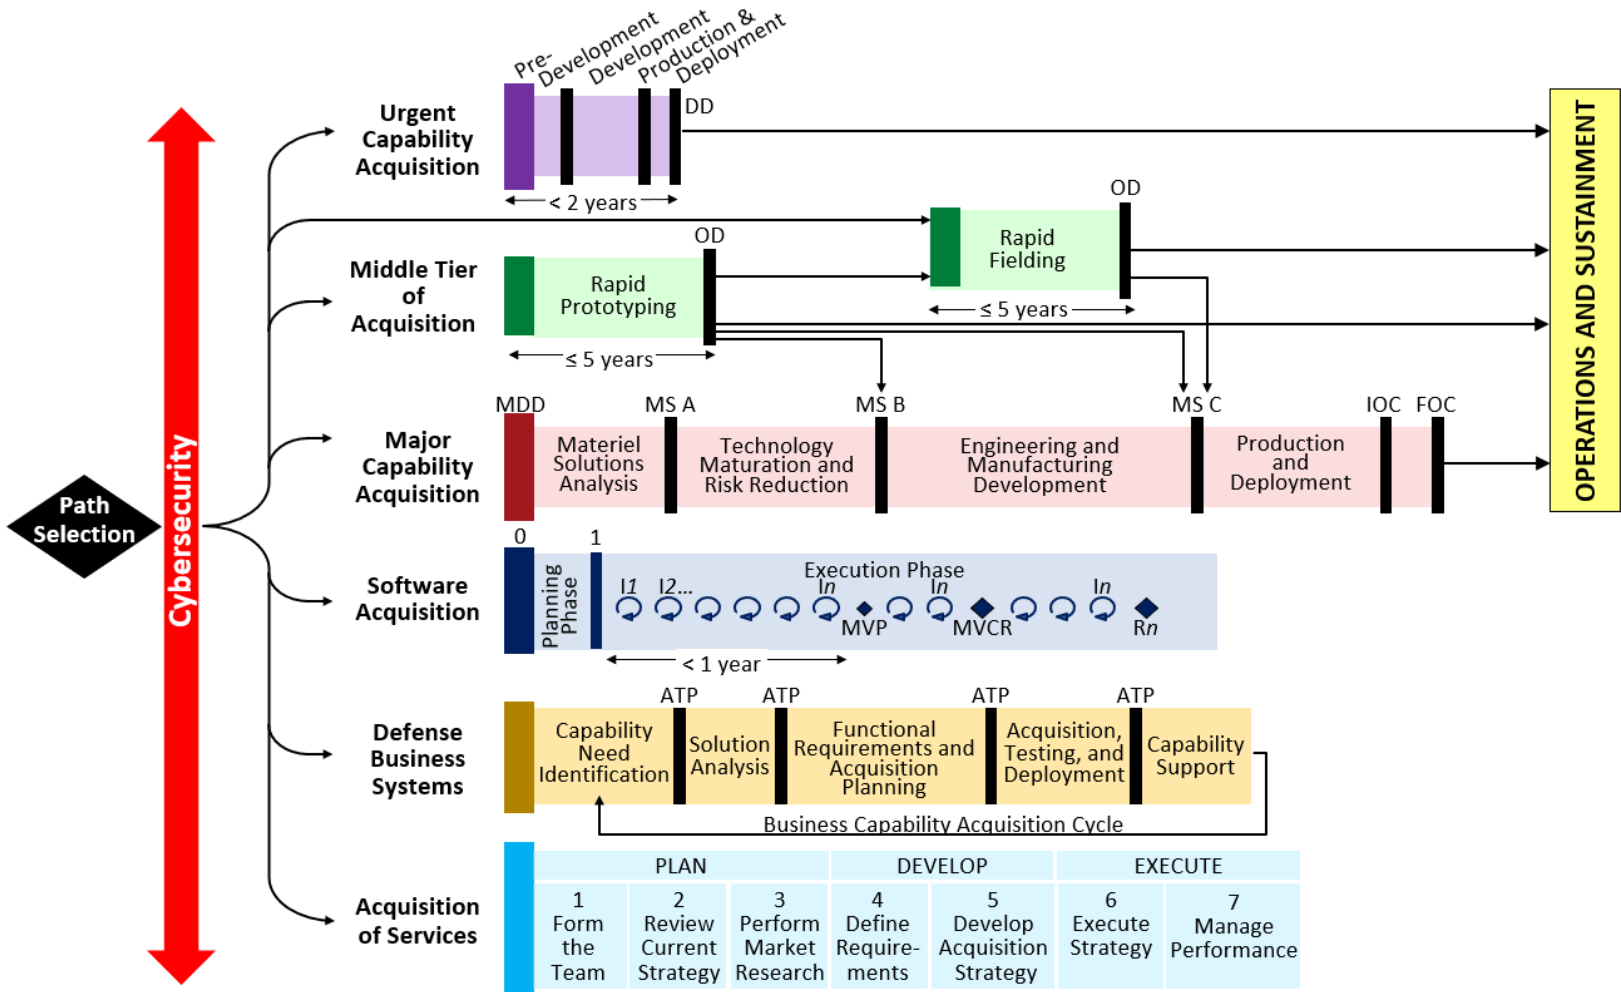 Pre-
Development
Development
Production &
Deployment
DD
Urgent
Capability
Acquisition
< 2 years
OD
Rapid
Fielding
≤ 5 years
OD
Middle Tier
of
Acquisition
Rapid
Prototyping
≤ 5 years
OPERATIONS AND SUSTAINMENT
Path
Selection
Cybersecurity
MDD
MS A
MS B
MS C
IOC
FOC
Major
Capability
Acquisition
Materiel
Solutions
Analysis
Technology
Maturation and
Risk Reduction
Engineering and
Manufacturing
Development
Production
and
Deployment
0
1
Software
Acquisition
Planning
Phase
Execution Phase
I1
I2...
In
In
In
MVP
MVCR
Rn
< 1 year
ATP
ATP
ATP
ATP
Defense
Business
Systems
Capability
Need
Identification
Solution
Analysis
Functional
Requirements and
Acquisition
Planning
Acquisition,
Testing, and
Deployment
Capability
Support
Business Capability Acquisition Cycle
Acquisition
of Services
PLAN
DEVELOP
EXECUTE
1
Form
the
Team
2
Review
Current
Strategy
3
Perform
Market
Research
4
Define
Require-
ments
5
Develop
Acquisition
Strategy
6
Execute
Strategy
7
Manage
Performance